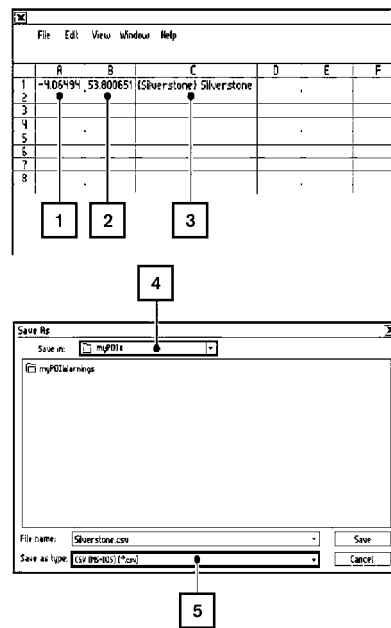 File Edit View Window Help
A B C D E F
1 -4.06494 53.800651 {Silverstone} Silverstone
2
3
4
5
6
7
8
1 2 3
4
Save As
Save in: myPOIs
myPOIWarnings
File name: Silverstone.csv Save
Save as type: CSV (MS-DOS) (*.csv) Cancel
5